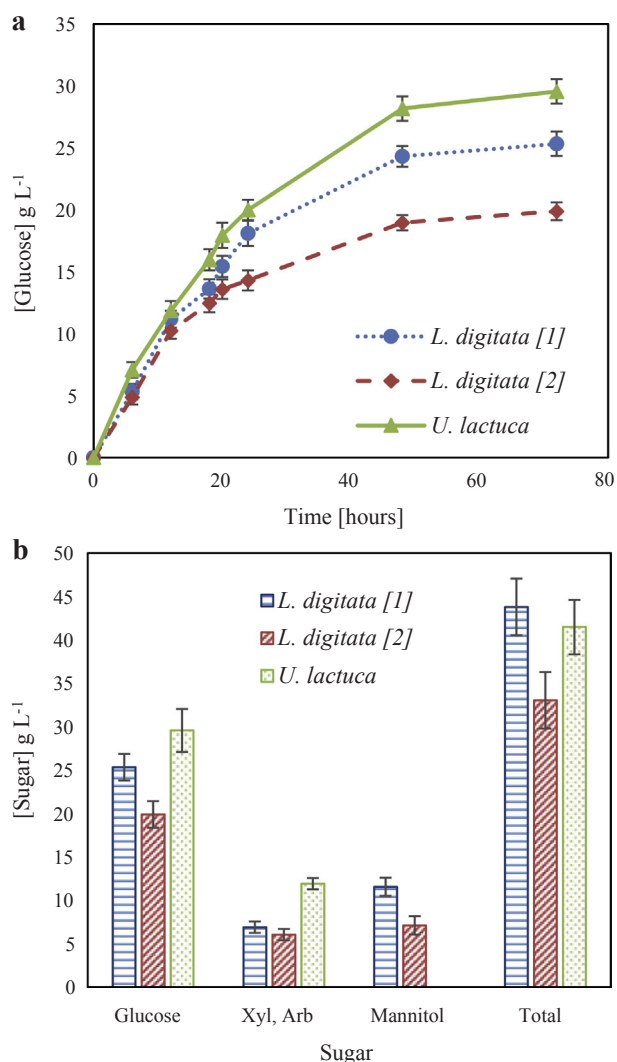 a
35
30
25
20
15
10
5
0
[Glucose] g L⁻¹
L. digitata [1]
L. digitata [2]
U. lactuca
0 20 40 60 80
Time [hours]
b
50
45
40
35
30
25
20
15
10
5
0
[Sugar] g L⁻¹
L. digitata [1]
L. digitata [2]
U. lactuca
Glucose Xyl, Arb Mannitol Total
Sugar